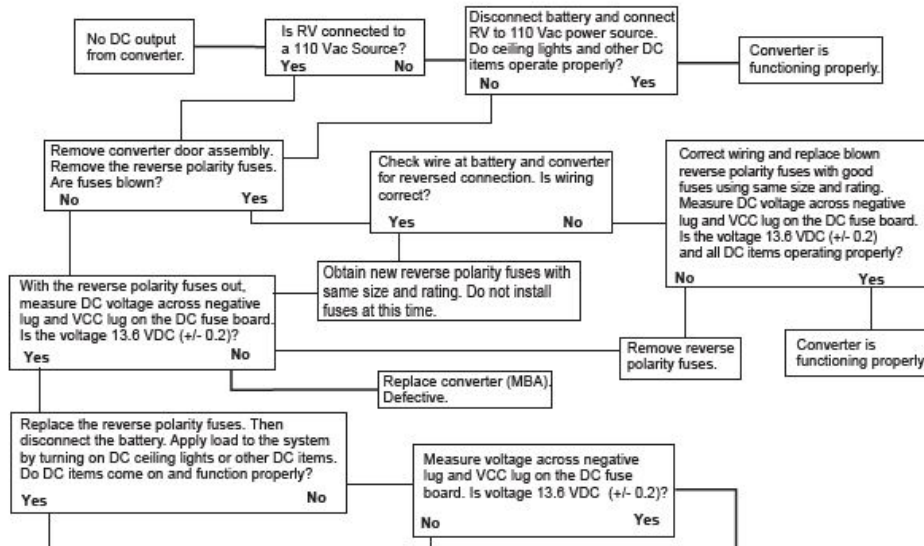 No DC output
from converter.
Is RV connected to
a 110 Vac Source?
Yes No
Disconnect battery and connect
RV to 110 Vac power source.
Do ceiling lights and other DC
items operate properly?
No Yes
Converter is
functioning properly.
Remove converter door assembly.
Remove the reverse polarity fuses.
Are fuses blown?
No Yes
Check wire at battery and converter
for reversed connection. Is wiring
correct?
Yes No
Correct wiring and replace blown
reverse polarity fuses with good
fuses using same size and rating.
Measure DC voltage across negative
lug and VCC lug on the DC fuse board.
Is the voltage 13.6 VDC (+/- 0.2)
and all DC items operating properly?
No Yes
Obtain new reverse polarity fuses with
same size and rating. Do not install
fuses at this time.
With the reverse polarity fuses out,
measure DC voltage across negative
lug and VCC lug on the DC fuse board.
Is the voltage 13.6 VDC (+/- 0.2)?
Yes No
Remove reverse
polarity fuses.
Converter is
functioning properly
Replace converter (MBA).
Defective.
Replace the reverse polarity fuses. Then
disconnect the battery. Apply load to the system
by turning on DC ceiling lights or other DC items.
Do DC items come on and function properly?
Yes No
Measure voltage across negative
lug and VCC lug on the DC fuse
board. Is voltage 13.6 VDC (+/- 0.2)?
No Yes